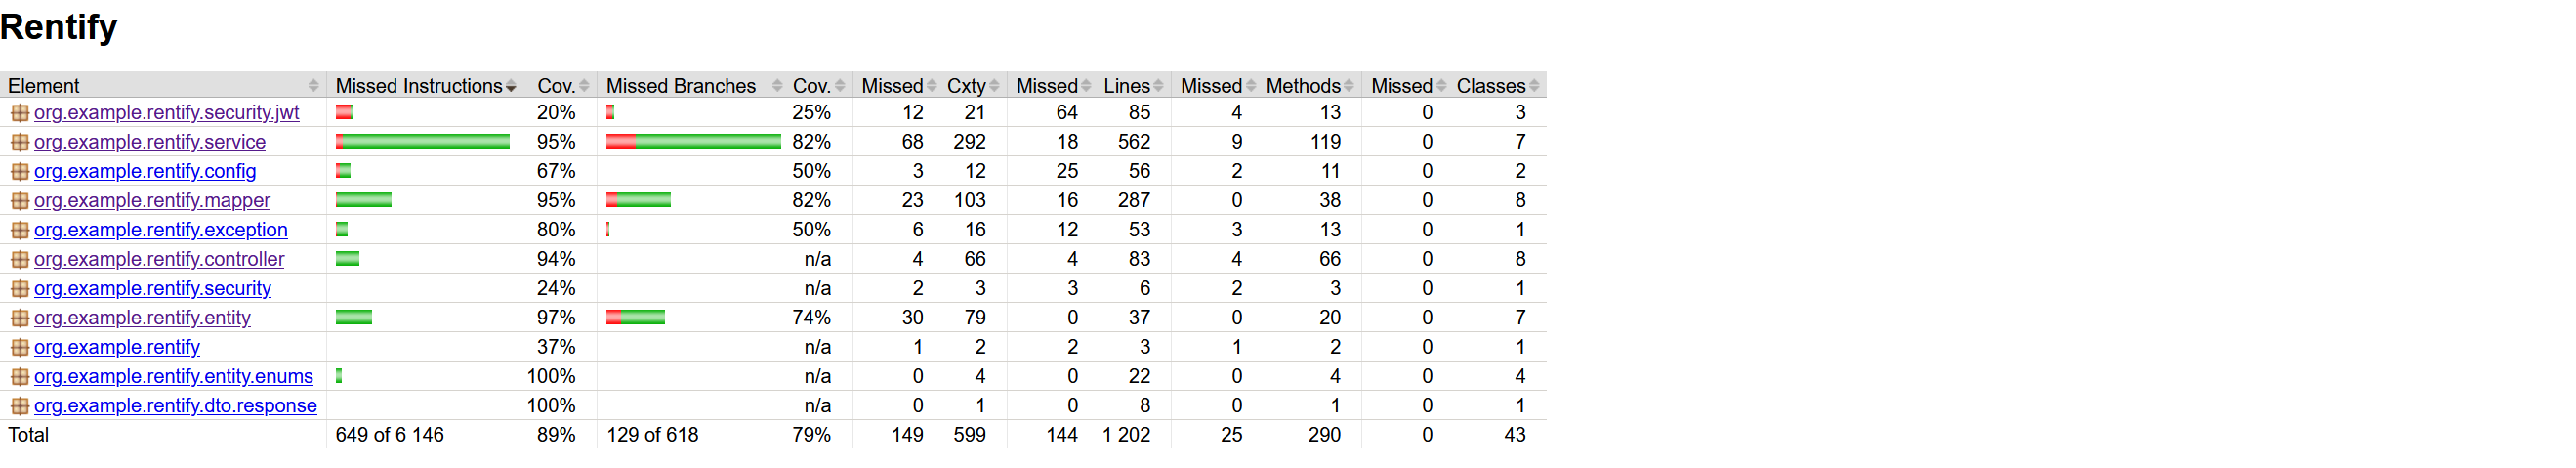 Rentify
Element Missed Instructions Cov. Missed Branches Cov. Missed Cxty Missed Lines Missed Methods Missed Classes
org.example.rentify.security.jwt 20% 25% 12 21 64 85 4 13 0 3
org.example.rentify.service 95% 82% 68 292 18 562 9 119 0 7
org.example.rentify.config 67% 50% 3 12 25 56 2 11 0 2
org.example.rentify.mapper 95% 82% 23 103 16 287 0 38 0 8
org.example.rentify.exception 80% 50% 6 16 12 53 3 13 0 1
org.example.rentify.controller 94% n/a 4 66 4 83 4 66 0 8
org.example.rentify.security 24% n/a 2 3 3 6 2 3 0 1
org.example.rentify.entity 97% 74% 30 79 0 37 0 20 0 7
org.example.rentify 37% n/a 1 2 2 3 1 2 0 1
org.example.rentify.entity.enums 100% n/a 0 4 0 22 0 4 0 4
org.example.rentify.dto.response 100% n/a 0 1 0 8 0 1 0 1
Total 649 of 6 146 89% 129 of 618 79% 149 599 144 1 202 25 290 0 43